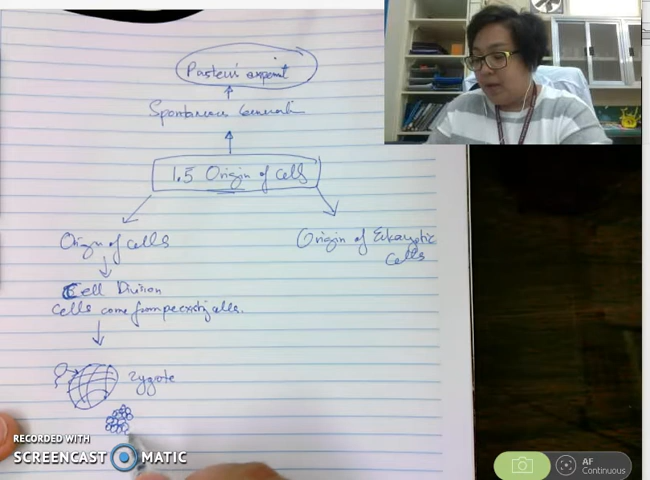 Pasteur's experiment
Spontaneous Generation
1.5 Origin of Cells
Origin of cells
Origin of Eukaryotic
Cells
Cell Division
Cells come from pre existing cells.
Zygote
RECORDED WITH
SCREENCAST MATIC
AF
Continuous